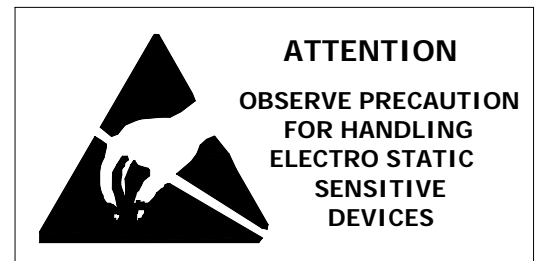 ATTENTION
OBSERVE PRECAUTION
FOR HANDLING
ELECTRO STATIC
SENSITIVE
DEVICES